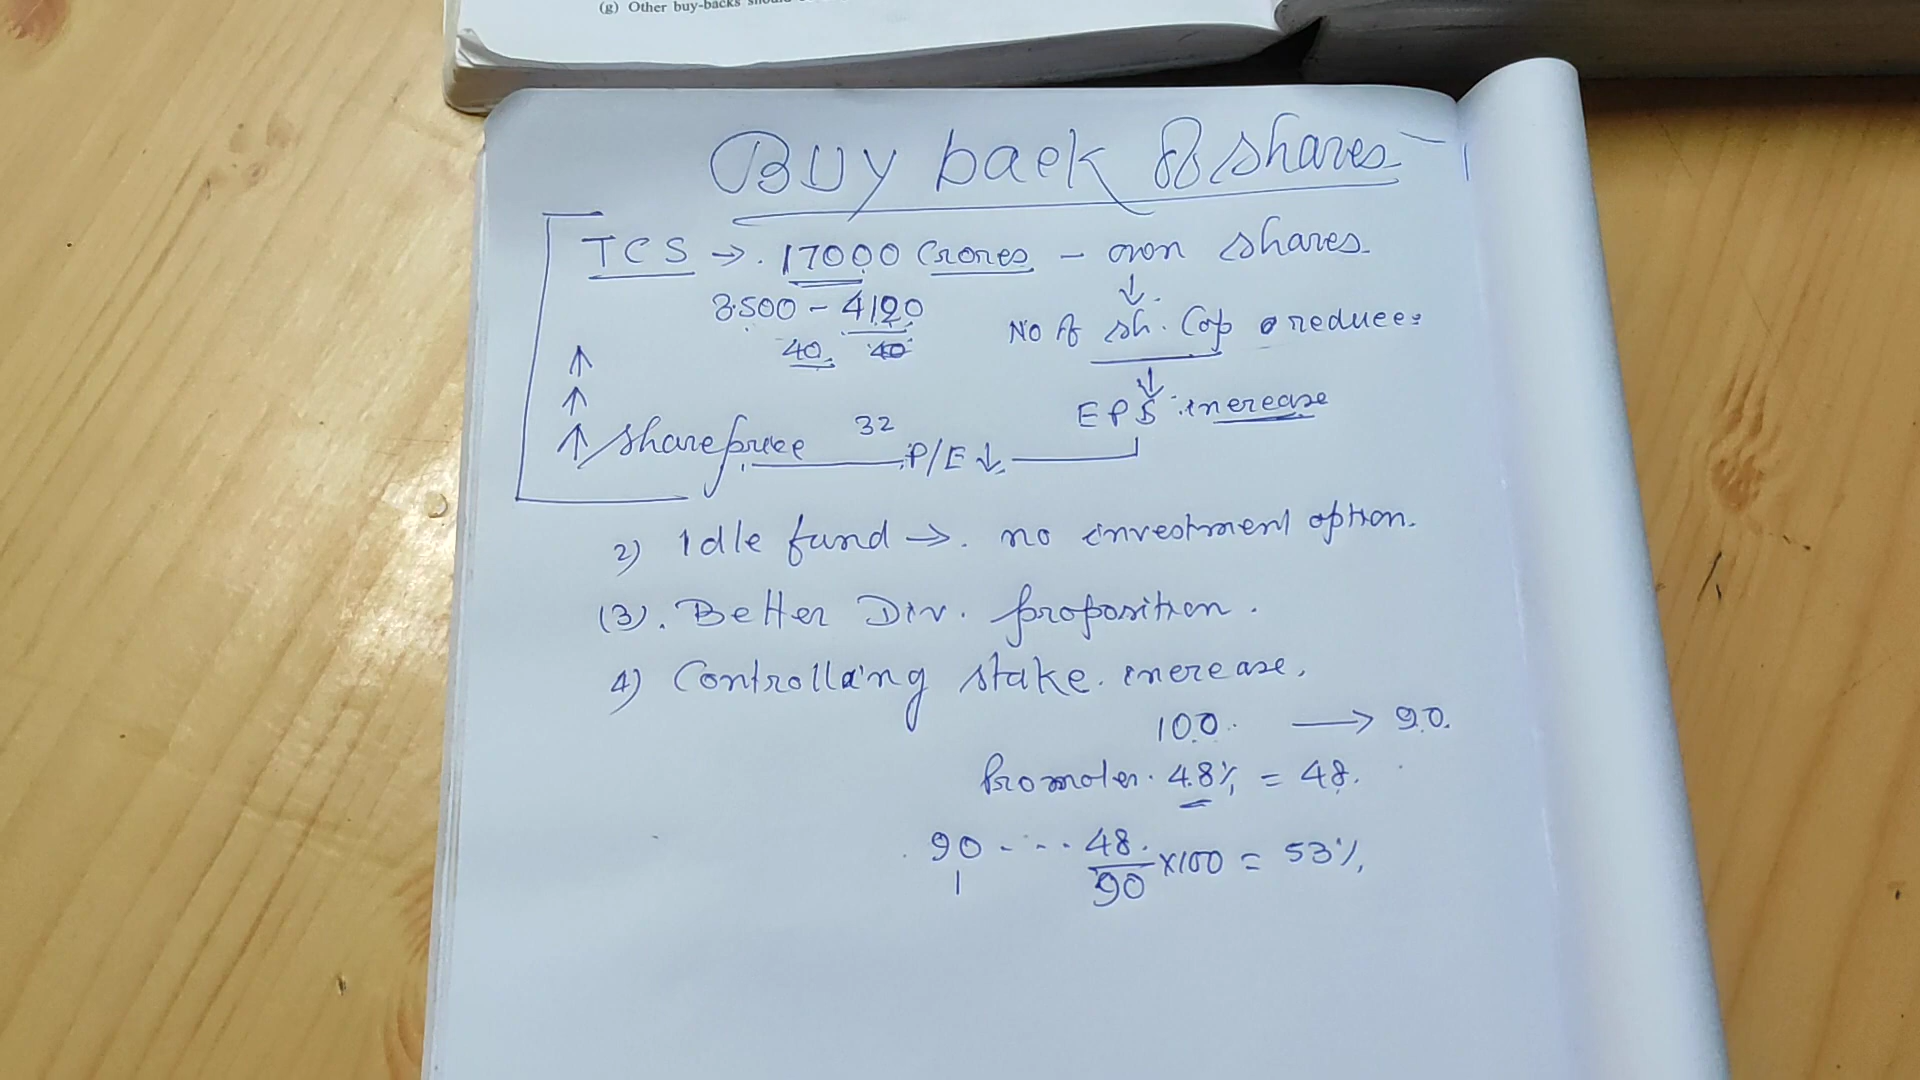 (g) Other buy-backs
Buy back of shares
TCS → 17000 Crores - own shares
↓
3500 - 4120
No of sh. Cap reduces
40 40
↑
↑
↓
EPS increase
↑ Share price 32 P/E ↓
2) Idle fund → no investment option.
(3). Better Div. proposition.
4) Controlling stake increase.
100 → 90.
Promoter 48% = 48.
90 - - - 48/90 ×100 = 53%